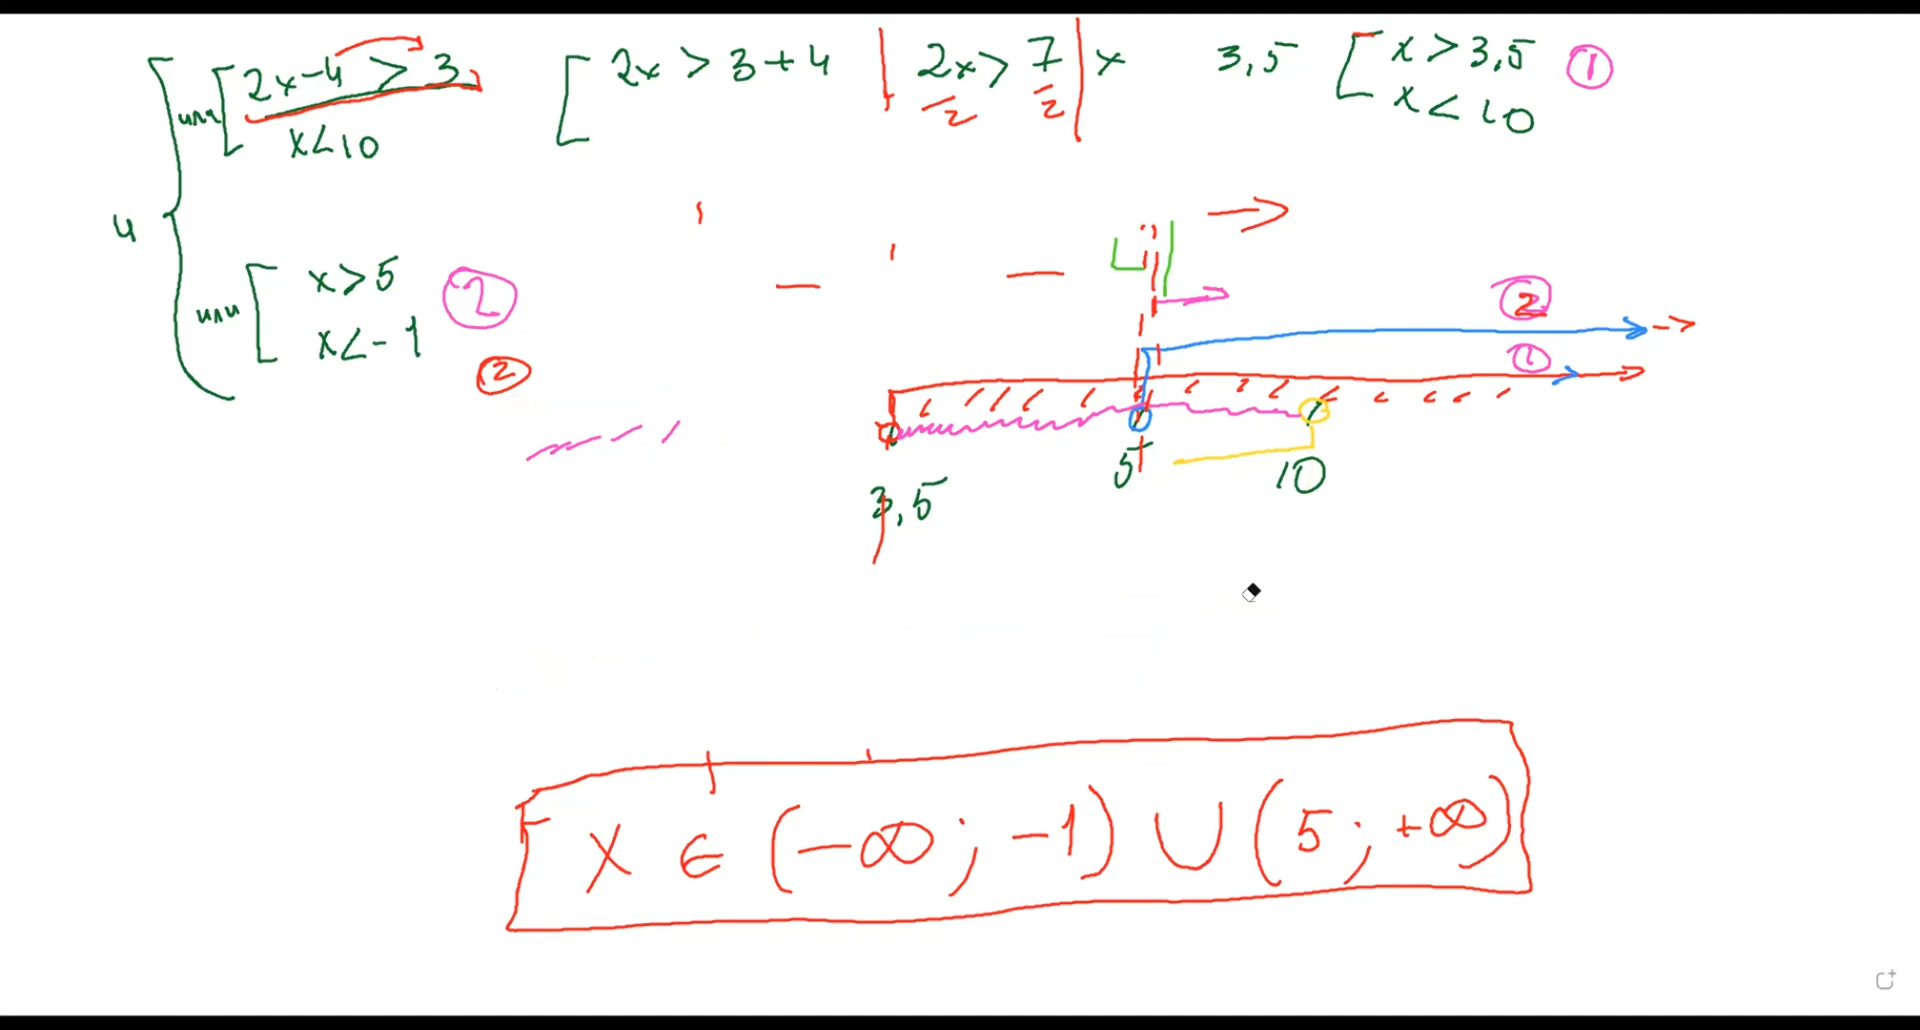 или [ 2x-4 > 3 [ 2x > 3+4 | 2x > 7 | x 3,5 [ x > 3,5 ①
2 2
x<10 x < 10
и
или [ x > 5 ②
x < -1
②
②
①
5 10
3,5
x ∈ (-∞; -1) ∪ (5; +∞)